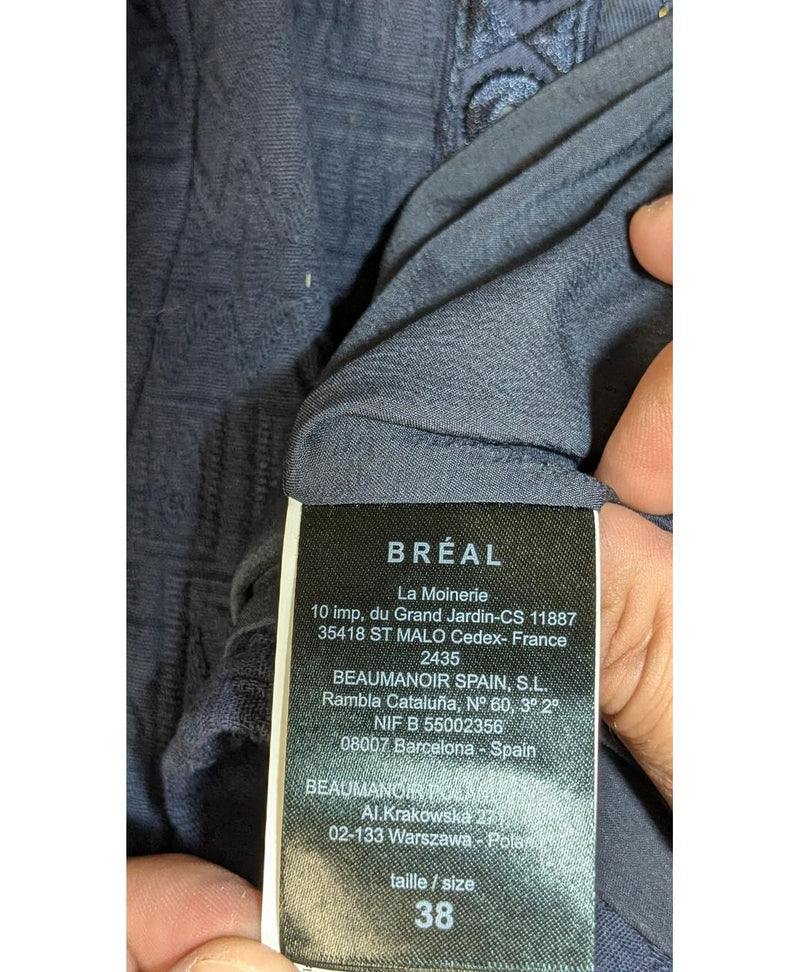 BRÉAL
La Moinerie
10 imp, du Grand Jardin-CS 11887
35418 ST MALO Cedex- France
2435
BEAUMANOIR SPAIN, S.L.
Rambla Cataluña, Nº 60, 3º 2º
NIF B 55002356
08007 Barcelona - Spain
BEAUMANOIR
Al.Krakowska
02-133 Warszawa -
taille / size
38